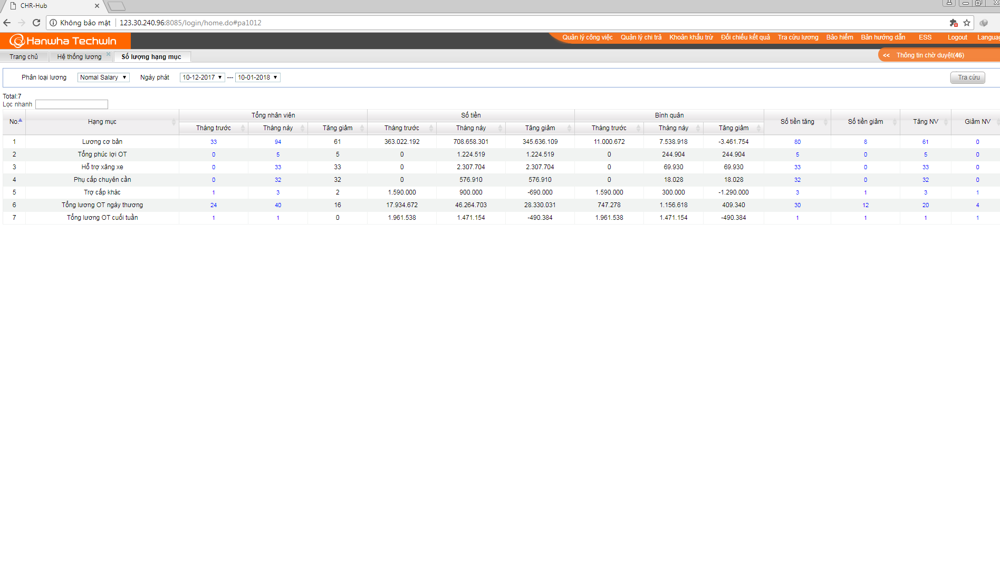 CHR-Hub
Không bảo mật 123.30.240.96:8085/login/home.do#pa1012
Hanwha Techwin
Quản lý công việc Quản lý chi trả Khoản khấu trừ Đối chiếu kết quả Tra cứu lương Bảo hiểm Bản hướng dẫn ESS Logout Languag
Trang chủ Hệ thống lương Số lượng hạng mục << Thông tin chờ duyệt(46)
Phân loại lương Nomal Salary Ngày phát 10-12-2017 --- 10-01-2018 Tra cứu
Total:7
Lọc nhanh
Tổng nhân viên Số tiền Bình quân
No. Hạng mục Số tiền tăng Số tiền giảm Tăng NV Giảm NV
Tháng trước Tháng này Tăng giảm Tháng trước Tháng này Tăng giảm Tháng trước Tháng này Tăng giảm
1 Lương cơ bản 33 94 61 363.022.192 708.658.301 345.636.109 11.000.672 7.538.918 -3.461.754 80 8 61 0
2 Tổng phúc lợi OT 0 5 5 0 1.224.519 1.224.519 0 244.904 244.904 5 0 5 0
3 Hỗ trợ xăng xe 0 33 33 0 2.307.704 2.307.704 0 69.930 69.930 33 0 33 0
4 Phụ cấp chuyên cần 0 32 32 0 576.910 576.910 0 18.028 18.028 32 0 32 0
5 Trợ cấp khác 1 3 2 1.590.000 900.000 -690.000 1.590.000 300.000 -1.290.000 3 1 3 1
6 Tổng lương OT ngày thương 24 40 16 17.934.672 46.264.703 28.330.031 747.278 1.156.618 409.340 30 12 20 4
7 Tổng lương OT cuối tuần 1 1 0 1.961.538 1.471.154 -490.384 1.961.538 1.471.154 -490.384 1 1 1 1